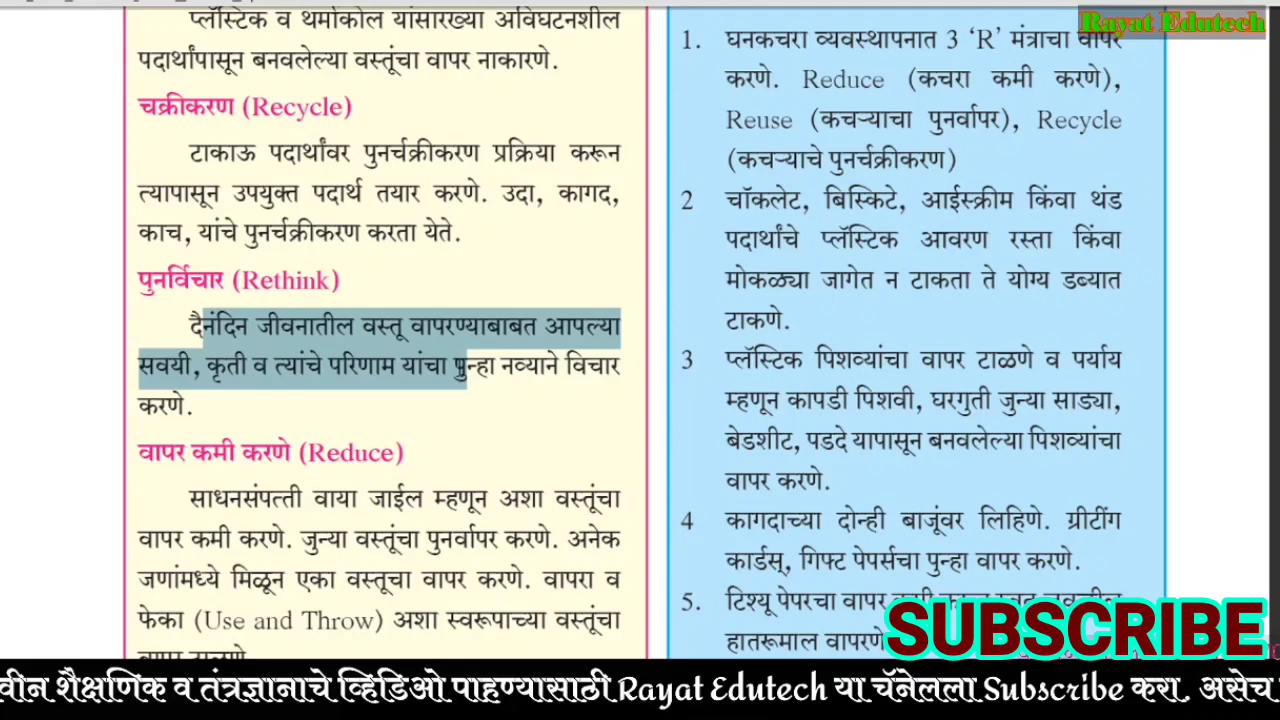 प्लॅस्टिक व थर्माकोल यांसारख्या अविघटनशील
पदार्थांपासून बनवलेल्या वस्तूंचा वापर नाकारणे.
चक्रीकरण (Recycle)
टाकाऊ पदार्थांवर पुनर्चक्रीकरण प्रक्रिया करून
त्यापासून उपयुक्त पदार्थ तयार करणे. उदा, कागद,
काच, यांचे पुनर्चक्रीकरण करता येते.
पुनर्विचार (Rethink)
दैनंदिन जीवनातील वस्तू वापरण्याबाबत आपल्या
सवयी, कृती व त्यांचे परिणाम यांचा पुन्हा नव्याने विचार
करणे.
वापर कमी करणे (Reduce)
साधनसंपत्ती वाया जाईल म्हणून अशा वस्तूंचा
वापर कमी करणे. जुन्या वस्तूंचा पुनर्वापर करणे. अनेक
जणांमध्ये मिळून एका वस्तूचा वापर करणे. वापरा व
फेका (Use and Throw) अशा स्वरूपाच्या वस्तूंचा
Rayat Edutech
1. घनकचरा व्यवस्थापनात 3 ‘R’ मंत्राचा वापर
करणे. Reduce (कचरा कमी करणे),
Reuse (कचऱ्याचा पुनर्वापर), Recycle
(कचऱ्याचे पुनर्चक्रीकरण)
2 चॉकलेट, बिस्किटे, आईस्क्रीम किंवा थंड
पदार्थांचे प्लॅस्टिक आवरण रस्ता किंवा
मोकळ्या जागेत न टाकता ते योग्य डब्यात
टाकणे.
3 प्लॅस्टिक पिशव्यांचा वापर टाळणे व पर्याय
म्हणून कापडी पिशवी, घरगुती जुन्या साड्या,
बेडशीट, पडदे यापासून बनवलेल्या पिशव्यांचा
वापर करणे.
4 कागदाच्या दोन्ही बाजूंवर लिहिणे. ग्रीटींग
कार्डस्, गिफ्ट पेपर्सचा पुन्हा वापर करणे.
5. टिश्यू पेपरचा वापर
हातरूमाल वापरणे
SUBSCRIBE
वीन शैक्षणिक व तंत्रज्ञानाचे व्हिडिओ पाहण्यासाठी Rayat Edutech या चॅनेलला Subscribe करा. असेच